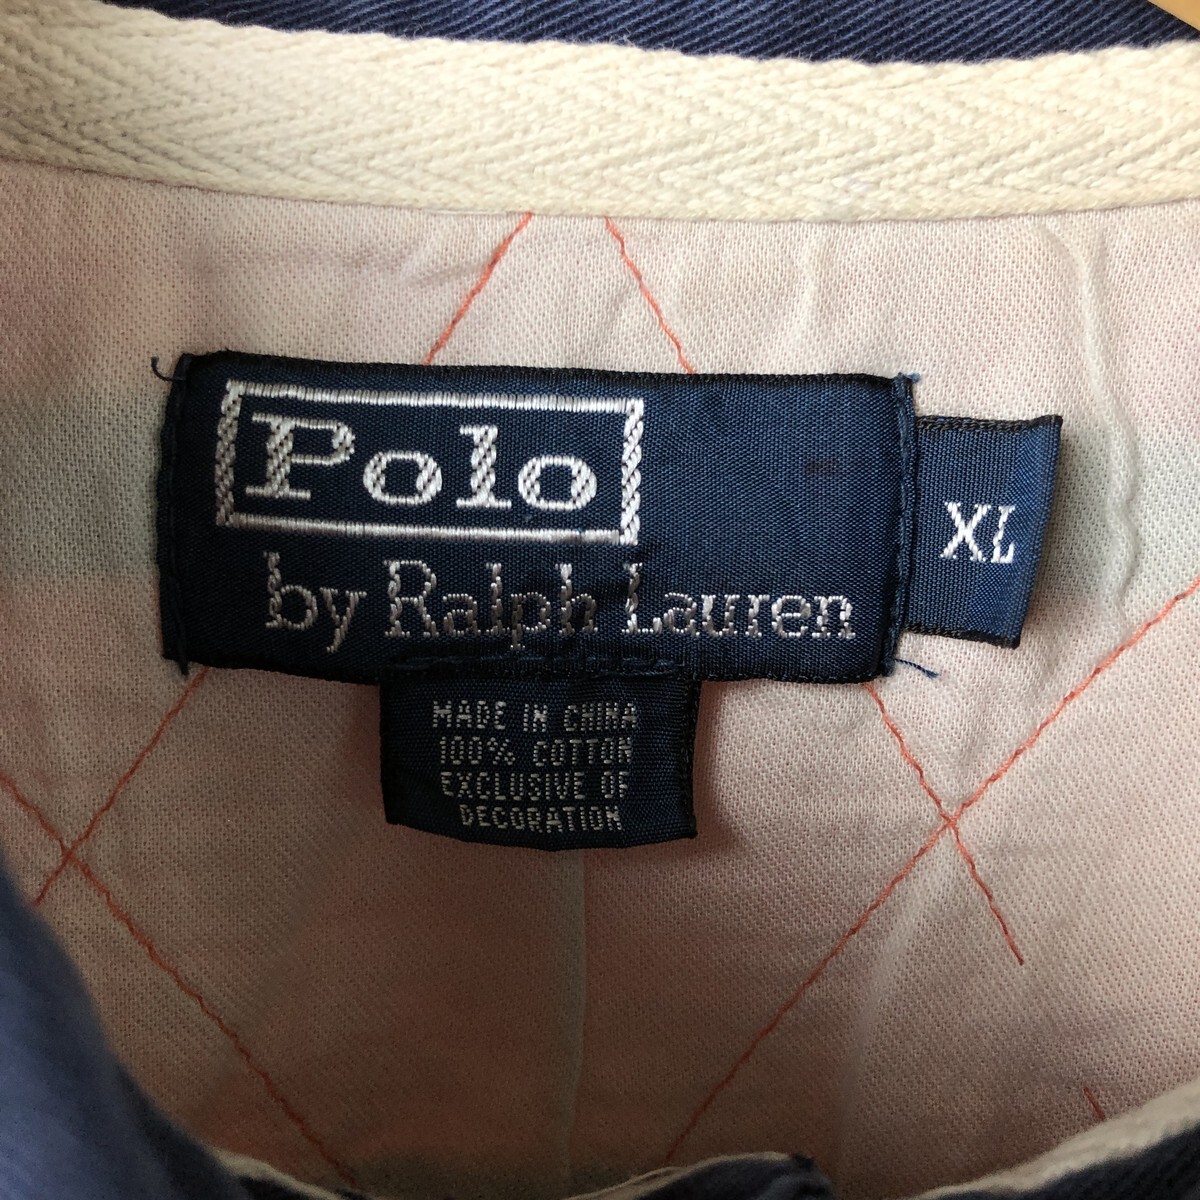 Polo
by Ralph Lauren
XL
MADE IN CHINA
100% COTTON
EXCLUSIVE OF
DECORATION